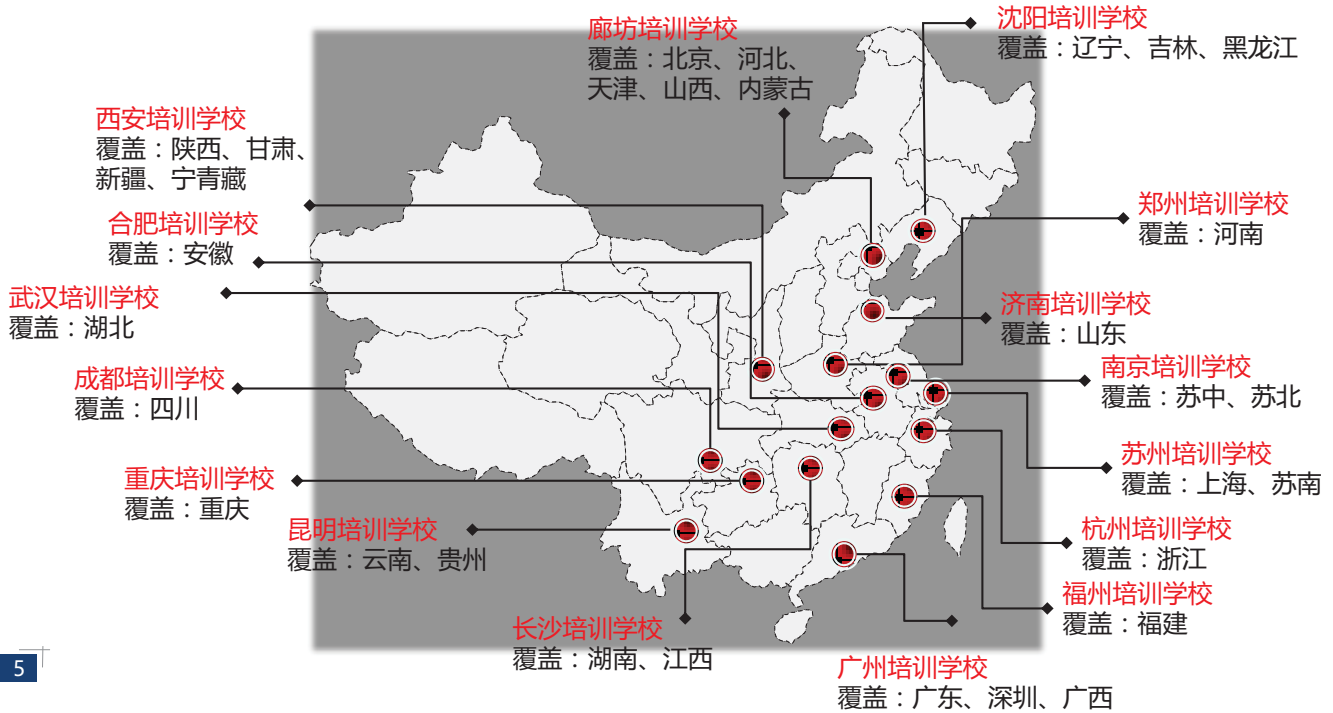 廊坊培训学校
覆盖：北京、河北、
天津、山西、内蒙古
沈阳培训学校
覆盖：辽宁、吉林、黑龙江
西安培训学校
覆盖：陕西、甘肃、
新疆、宁青藏
郑州培训学校
覆盖：河南
合肥培训学校
覆盖：安徽
武汉培训学校
覆盖：湖北
济南培训学校
覆盖：山东
成都培训学校
覆盖：四川
南京培训学校
覆盖：苏中、苏北
苏州培训学校
覆盖：上海、苏南
重庆培训学校
覆盖：重庆
昆明培训学校
覆盖：云南、贵州
杭州培训学校
覆盖：浙江
福州培训学校
覆盖：福建
长沙培训学校
覆盖：湖南、江西
广州培训学校
覆盖：广东、深圳、广西
5